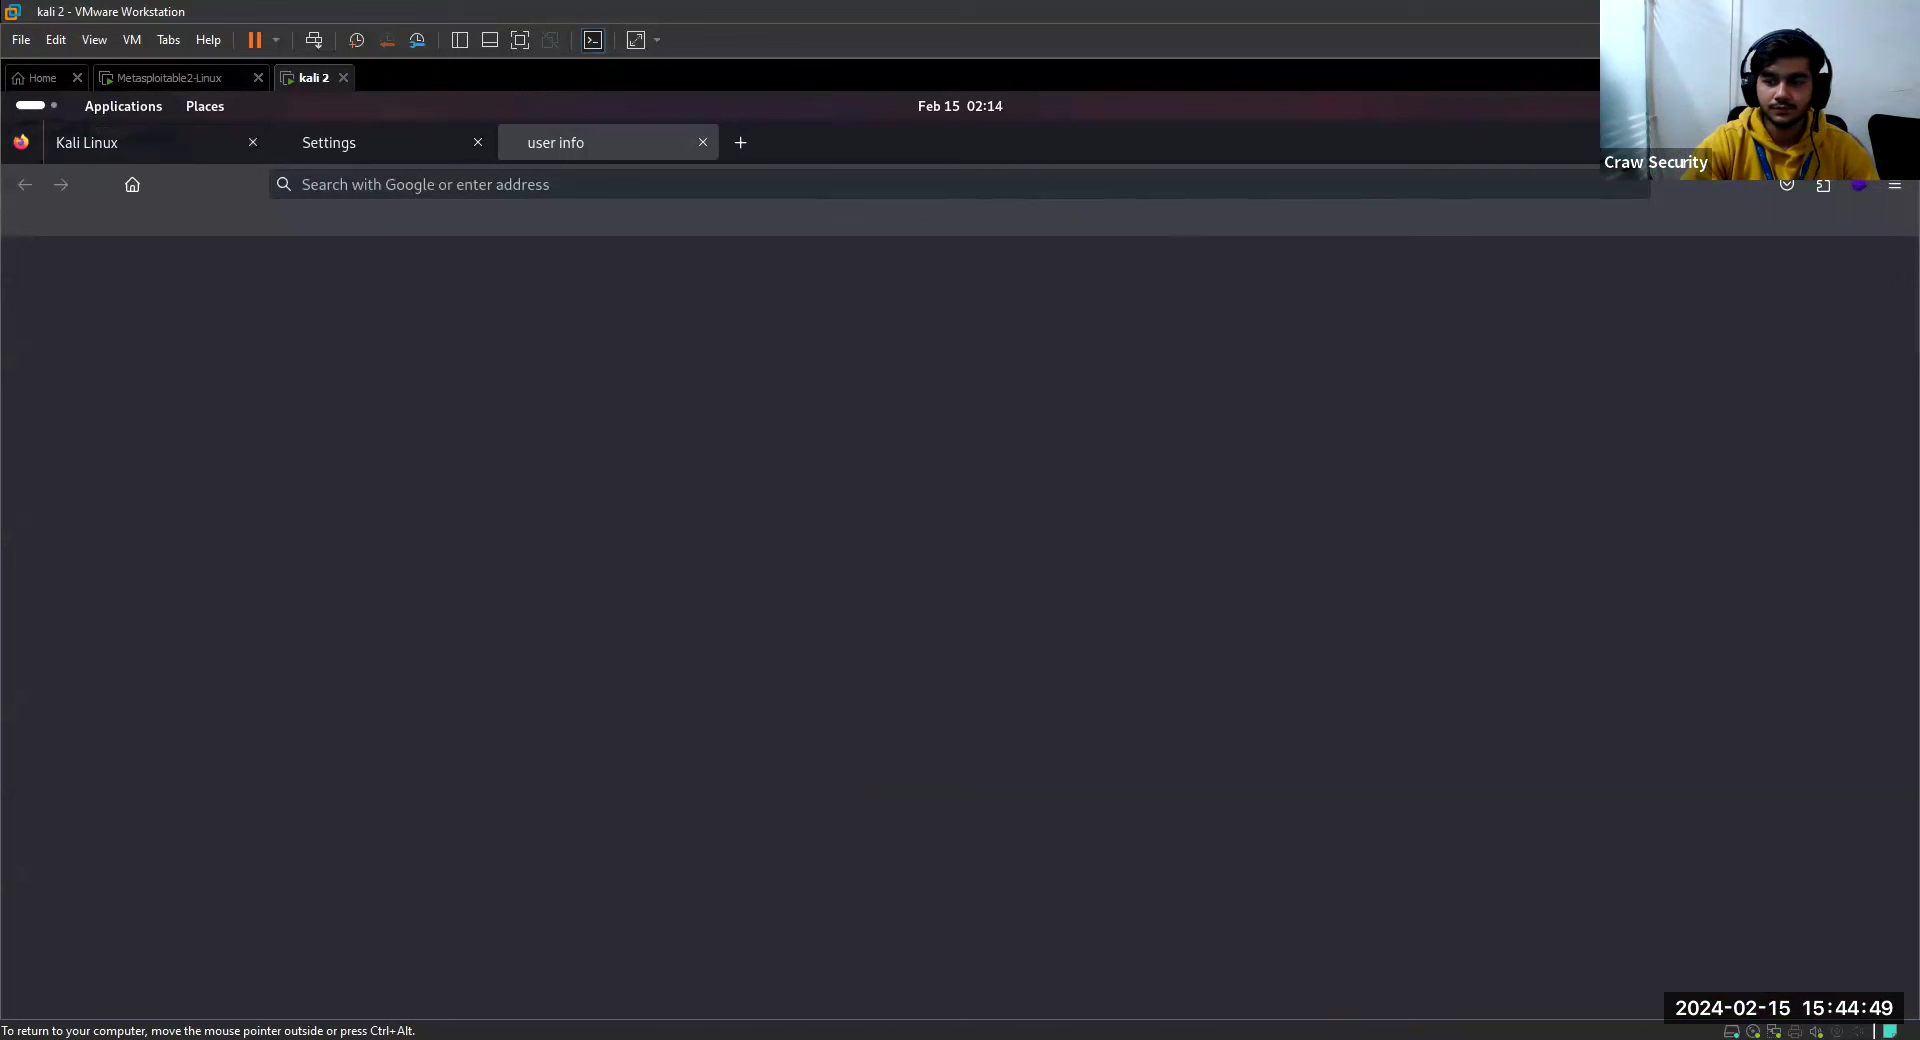 kali 2 - VMware Workstation
File Edit View VM Tabs Help
Home Metasploitable2-Linux kali 2
Applications Places Feb 15 02:14
Kali Linux Settings user info
Search with Google or enter address
Craw Security
2024-02-15 15:44:49
To return to your computer, move the mouse pointer outside or press Ctrl+Alt.